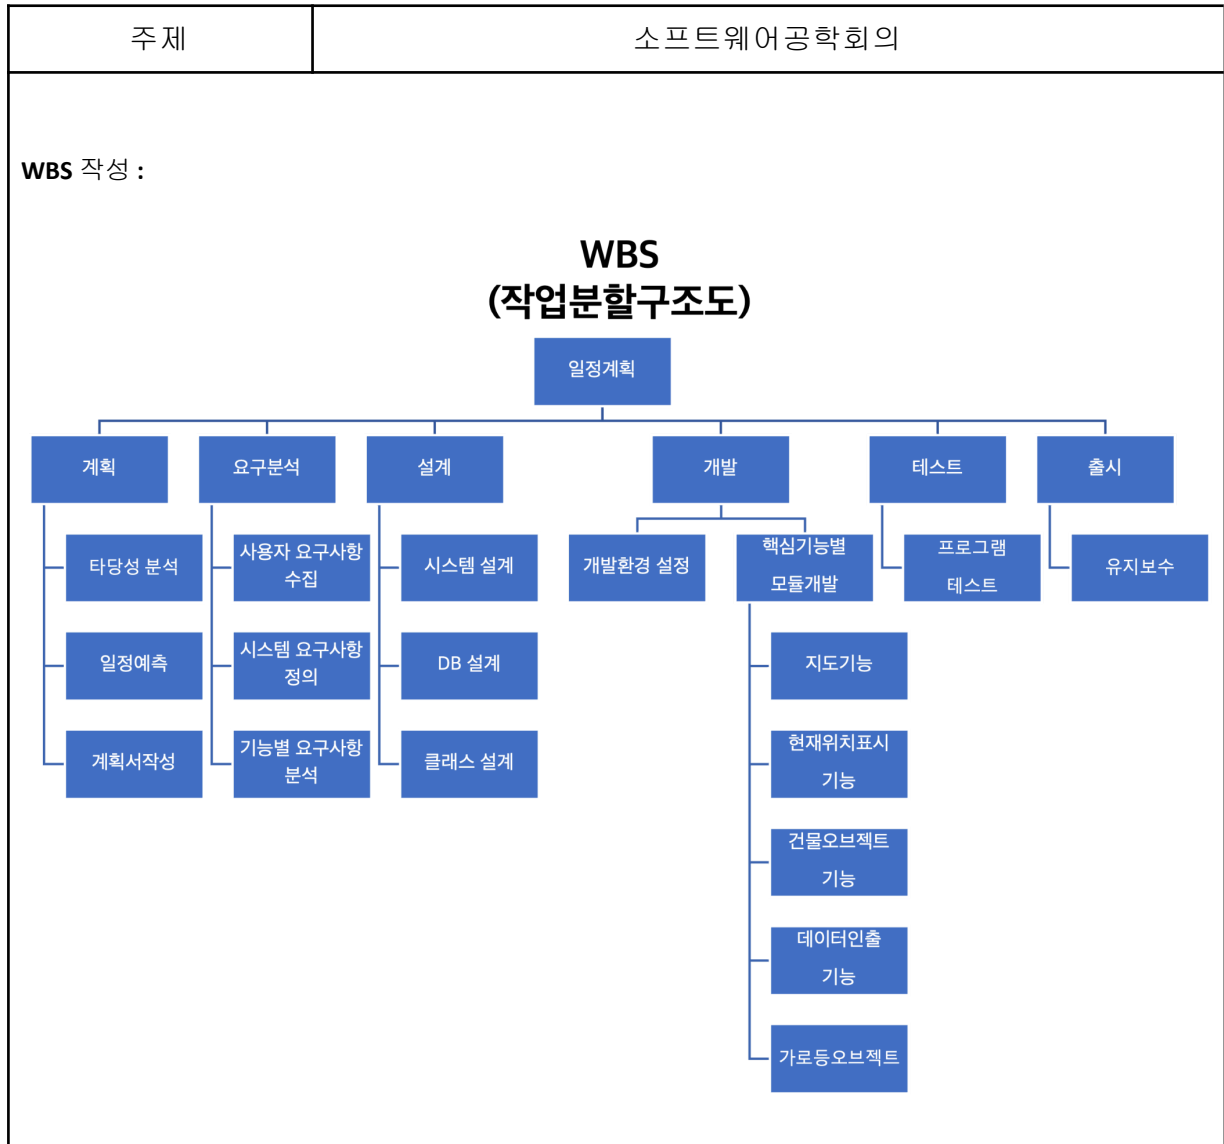 주제
소프트웨어공학회의
WBS 작성 :
WBS
(작업분할구조도)
일정계획
계획
요구분석
설계
개발
테스트
출시
타당성 분석
사용자 요구사항
수집
시스템 설계
개발환경 설정
핵심기능별
모듈개발
프로그램
테스트
유지보수
일정예측
시스템 요구사항
정의
DB 설계
지도기능
계획서작성
기능별 요구사항
분석
클래스 설계
현재위치표시
기능
건물오브젝트
기능
데이터인출
기능
가로등오브젝트